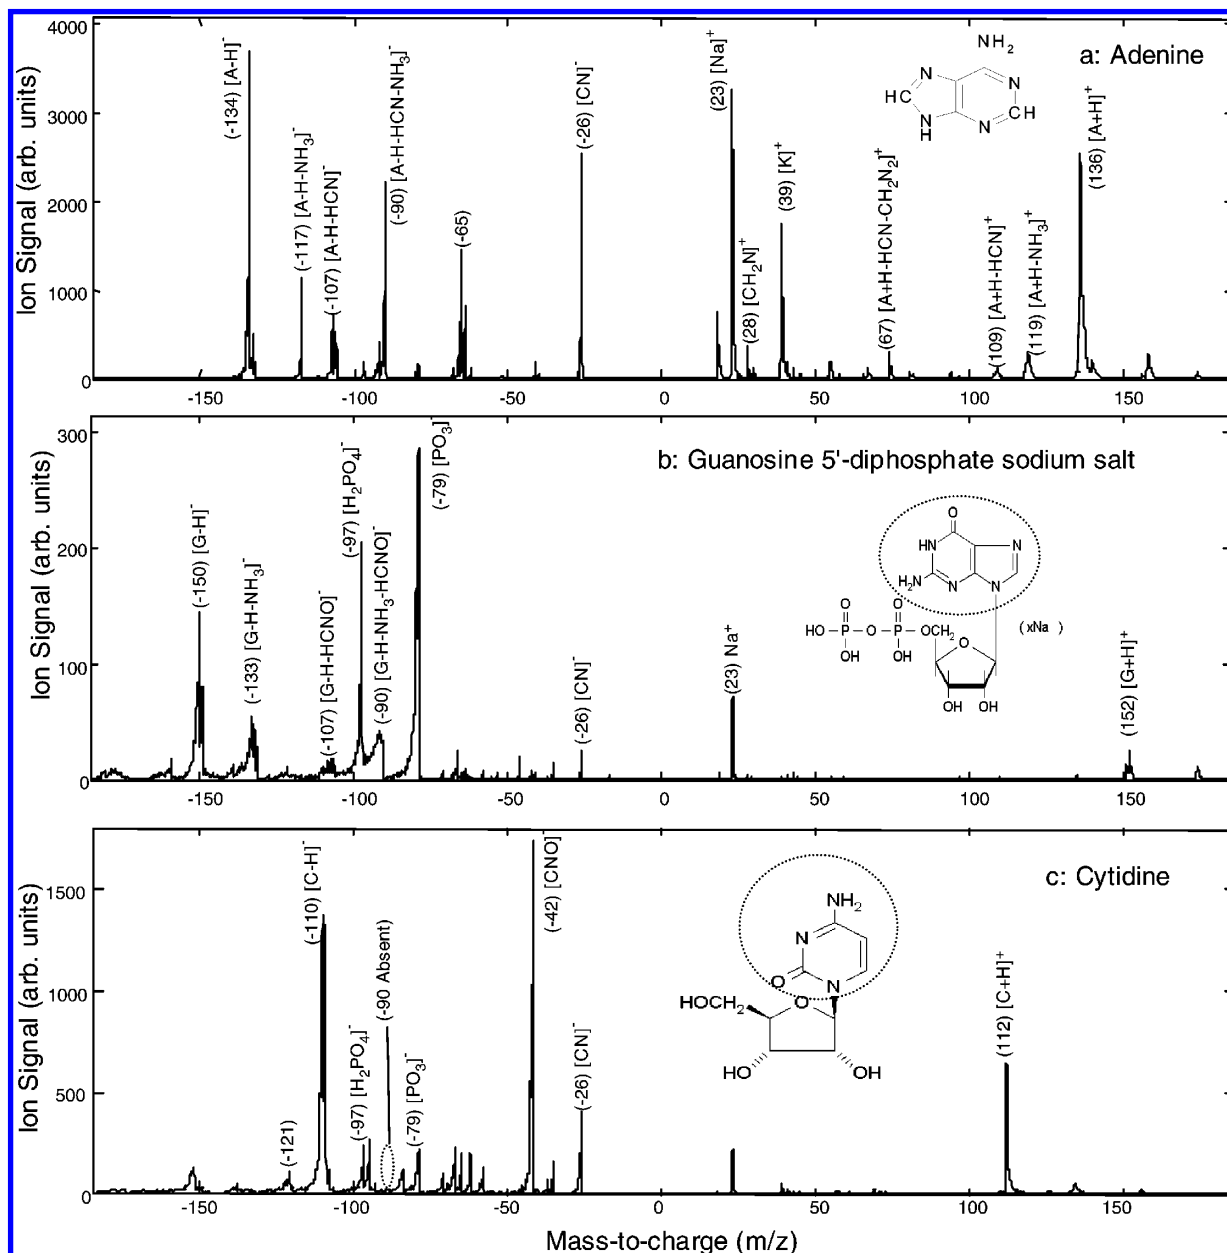 a: Adenine
Ion Signal (arb. units)
4000
3000
2000
1000
0
(-134) [A-H]-
(-117) [A-H-NH3]-
(-107) [A-H-HCN]-
(-90) [A-H-HCN-NH3]-
(-65)
(-26) [CN]-
(23) [Na]+
(28) [CH2N]+
(39) [K]+
(67) [A+H-HCN-CH2N2]+
(109) [A+H-HCN]+
(119) [A+H-NH3]+
(136) [A+H]+
NH2
N
N
HC
CH
NH
N
-150
-100
-50
0
50
100
150
b: Guanosine 5'-diphosphate sodium salt
Ion Signal (arb. units)
300
200
100
0
(-150) [G-H]-
(-133) [G-H-NH3]-
(-107) [G-H-HCNO]-
(-97) [H2PO4]-
(-90) [G-H-NH3-HCNO]-
(-79) [PO3]-
(-26) [CN]-
(23) Na+
(152) [G+H]+
O
HN
N
H2N
N
N
O
O
HO
P
O
P
OCH2
O
OH
OH
OH
OH
(xNa )
-150
-100
-50
0
50
100
150
c: Cytidine
Ion Signal (arb. units)
1500
1000
500
0
(-121)
(-110) [C-H]-
(-97) [H2PO4]-
(-90 Absent)
(-79) [PO3]-
(-42) [CNO]-
(-26) [CN]-
(112) [C+H]+
NH2
N
O
N
HOCH2
O
HO
OH
-150
-100
-50
0
50
100
150
Mass-to-charge (m/z)